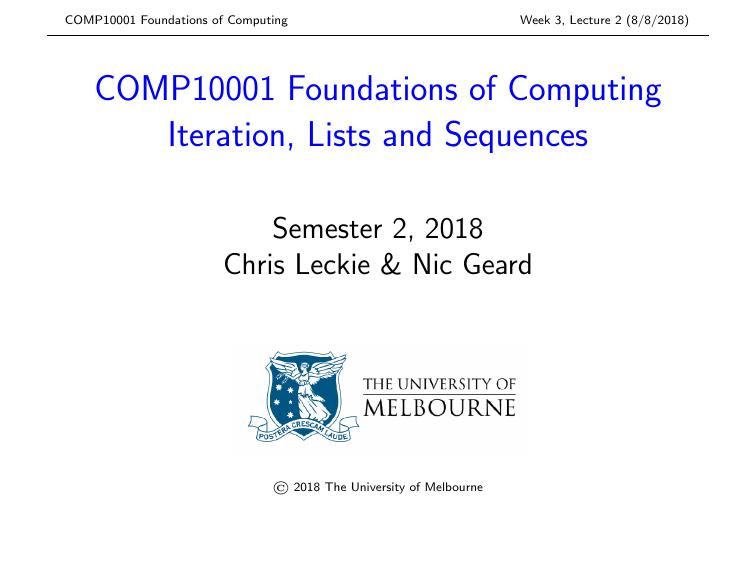 COMP10001 Foundations of Computing
Week 3, Lecture 2 (8/8/2018)
COMP10001 Foundations of Computing
Iteration, Lists and Sequences
Semester 2, 2018
Chris Leckie & Nic Geard
THE UNIVERSITY OF
MELBOURNE
POSTERA CRESCAM LAUDE
© 2018 The University of Melbourne